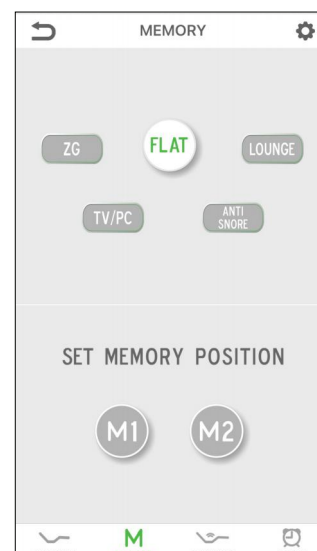 MEMORY
ZG
FLAT
LOUNGE
TV/PC
ANTI
SNORE
SET MEMORY POSITION
M1
M2
M